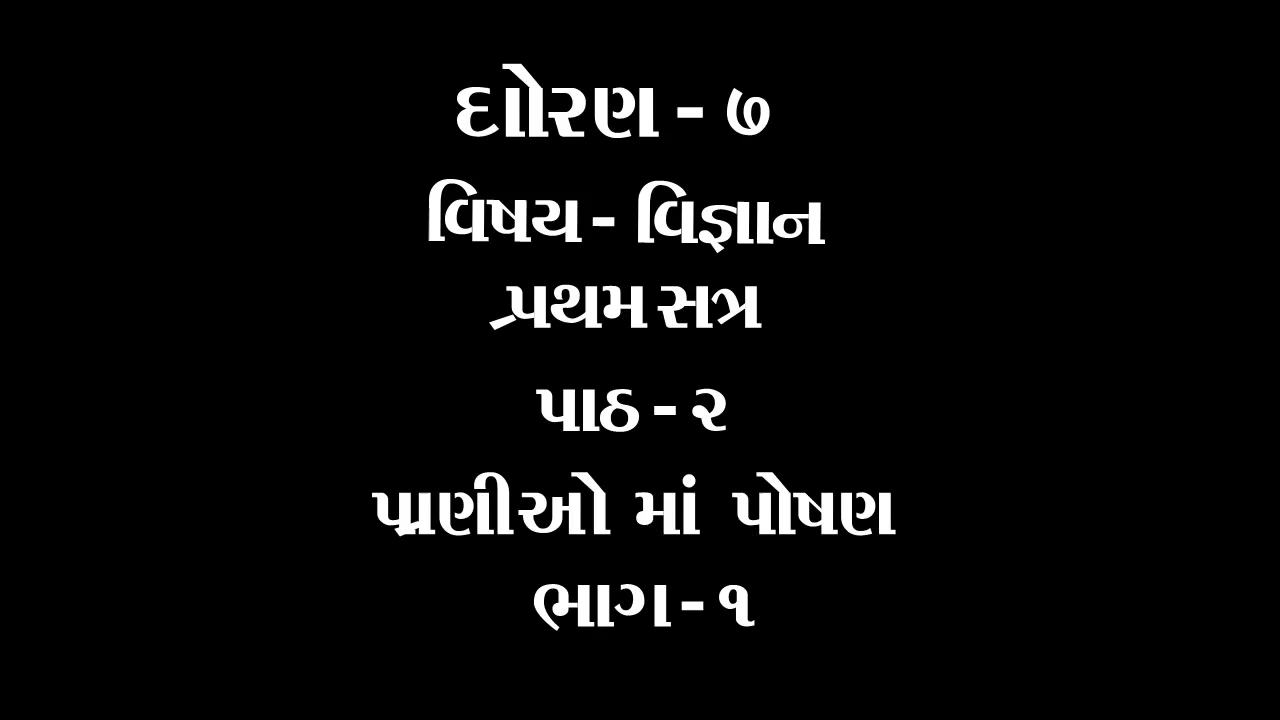 ધોરણ - ૭
વિષય - વિજ્ઞાન
પ્રથમ સત્ર
પાઠ - ૨
પ્રાણીઓ માં પોષણ
ભાગ - ૧